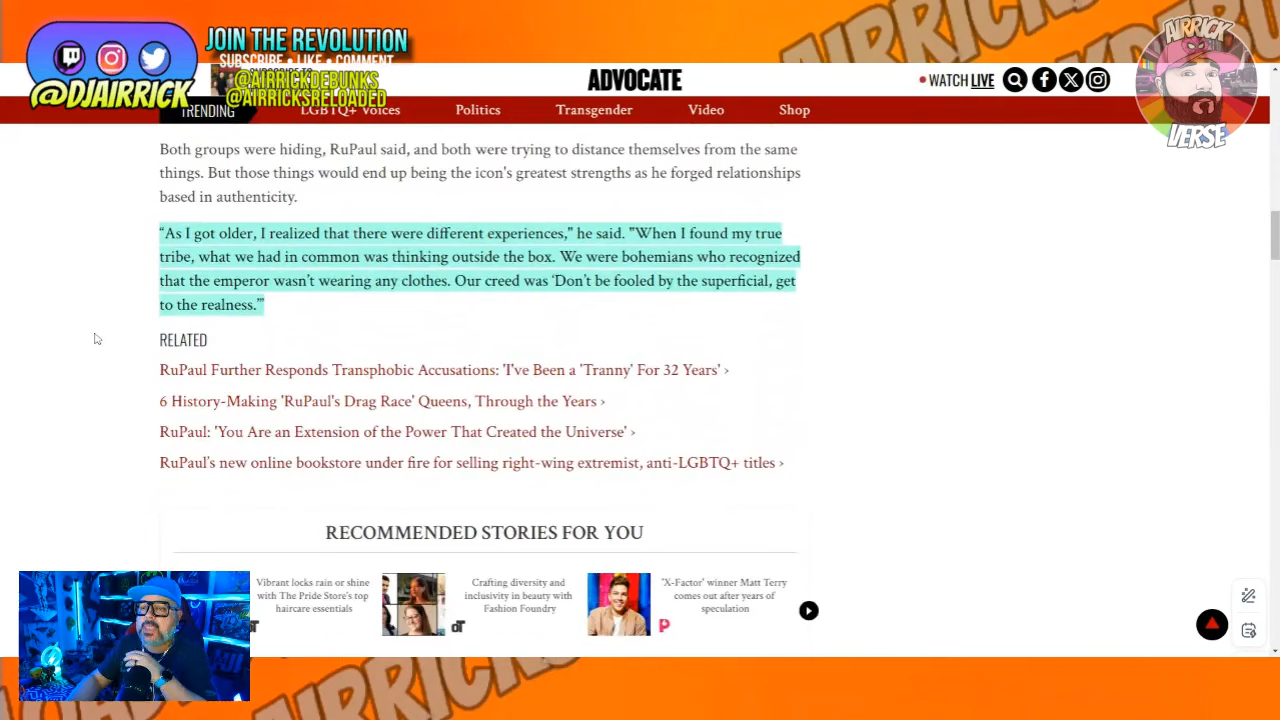 JOIN THE REVOLUTION
SUBSCRIBE • LIKE • COMMENT
@AIRRICKDEBUNKS
@AIRRICKSRELOADED
@DJAIRRICK
ADVOCATE
WATCH LIVE
AIRRICK
VERSE
TRENDING
LGBTQ+ Voices
Politics
Transgender
Video
Shop
Both groups were hiding, RuPaul said, and both were trying to distance themselves from the same
things. But those things would end up being the icon's greatest strengths as he forged relationships
based in authenticity.
“As I got older, I realized that there were different experiences," he said. "When I found my true
tribe, what we had in common was thinking outside the box. We were bohemians who recognized
that the emperor wasn’t wearing any clothes. Our creed was ‘Don’t be fooled by the superficial, get
to the realness.’”
RELATED
RuPaul Further Responds Transphobic Accusations: 'I've Been a 'Tranny' For 32 Years' ›
6 History-Making 'RuPaul's Drag Race' Queens, Through the Years ›
RuPaul: 'You Are an Extension of the Power That Created the Universe' ›
RuPaul’s new online bookstore under fire for selling right-wing extremist, anti-LGBTQ+ titles ›
RECOMMENDED STORIES FOR YOU
Vibrant locks rain or shine
with The Pride Store's top
haircare essentials
Crafting diversity and
inclusivity in beauty with
Fashion Foundry
'X-Factor' winner Matt Terry
comes out after years of
speculation